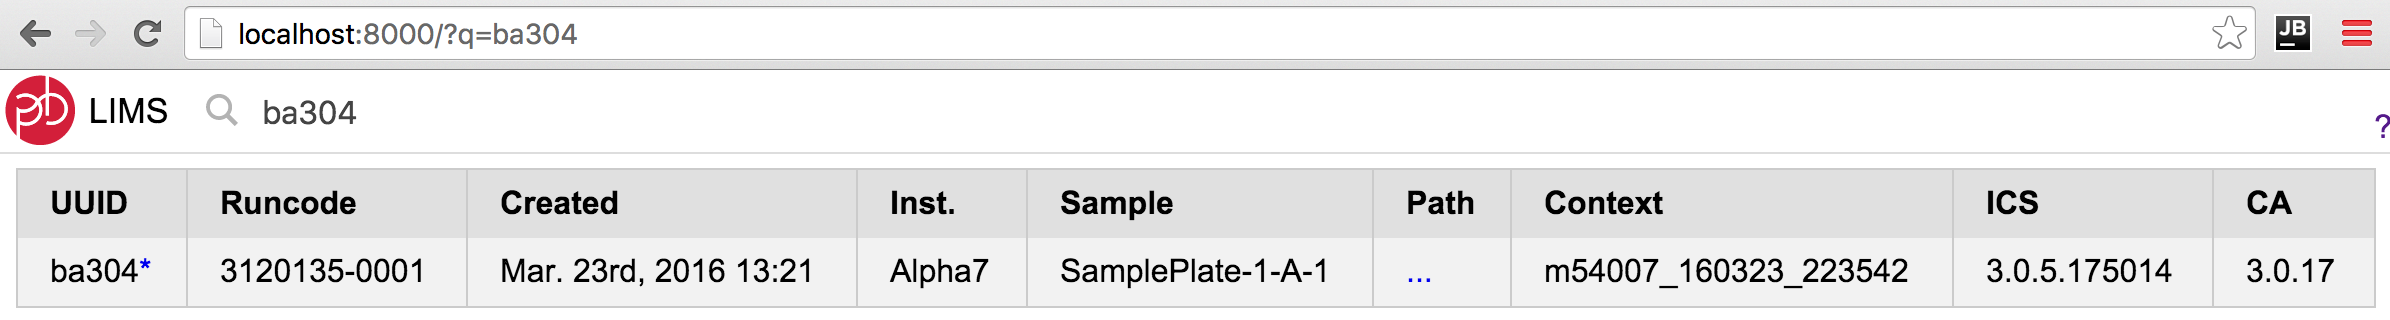 localhost:8000/?q=ba304
JB
pb LIMS ba304
?
UUID Runcode Created Inst. Sample Path Context ICS CA
ba304* 3120135-0001 Mar. 23rd, 2016 13:21 Alpha7 SamplePlate-1-A-1 ... m54007_160323_223542 3.0.5.175014 3.0.17